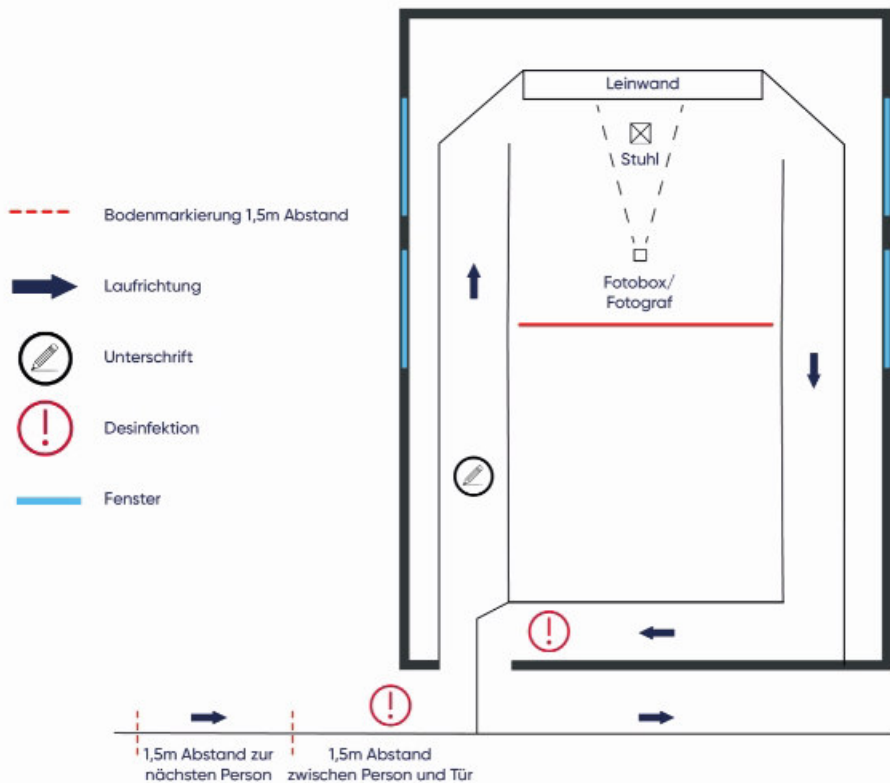 Leinwand
Stuhl
Fotobox/
Fotograf
Bodenmarkierung 1,5m Abstand
Laufrichtung
Unterschrift
Desinfektion
Fenster
1,5m Abstand zur
nächsten Person
1,5m Abstand
zwischen Person und Tür